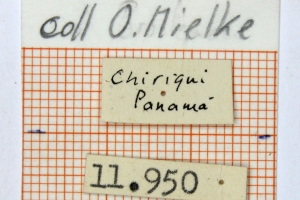 coll O. Mielke
Chiriqui
Panamá
11.950